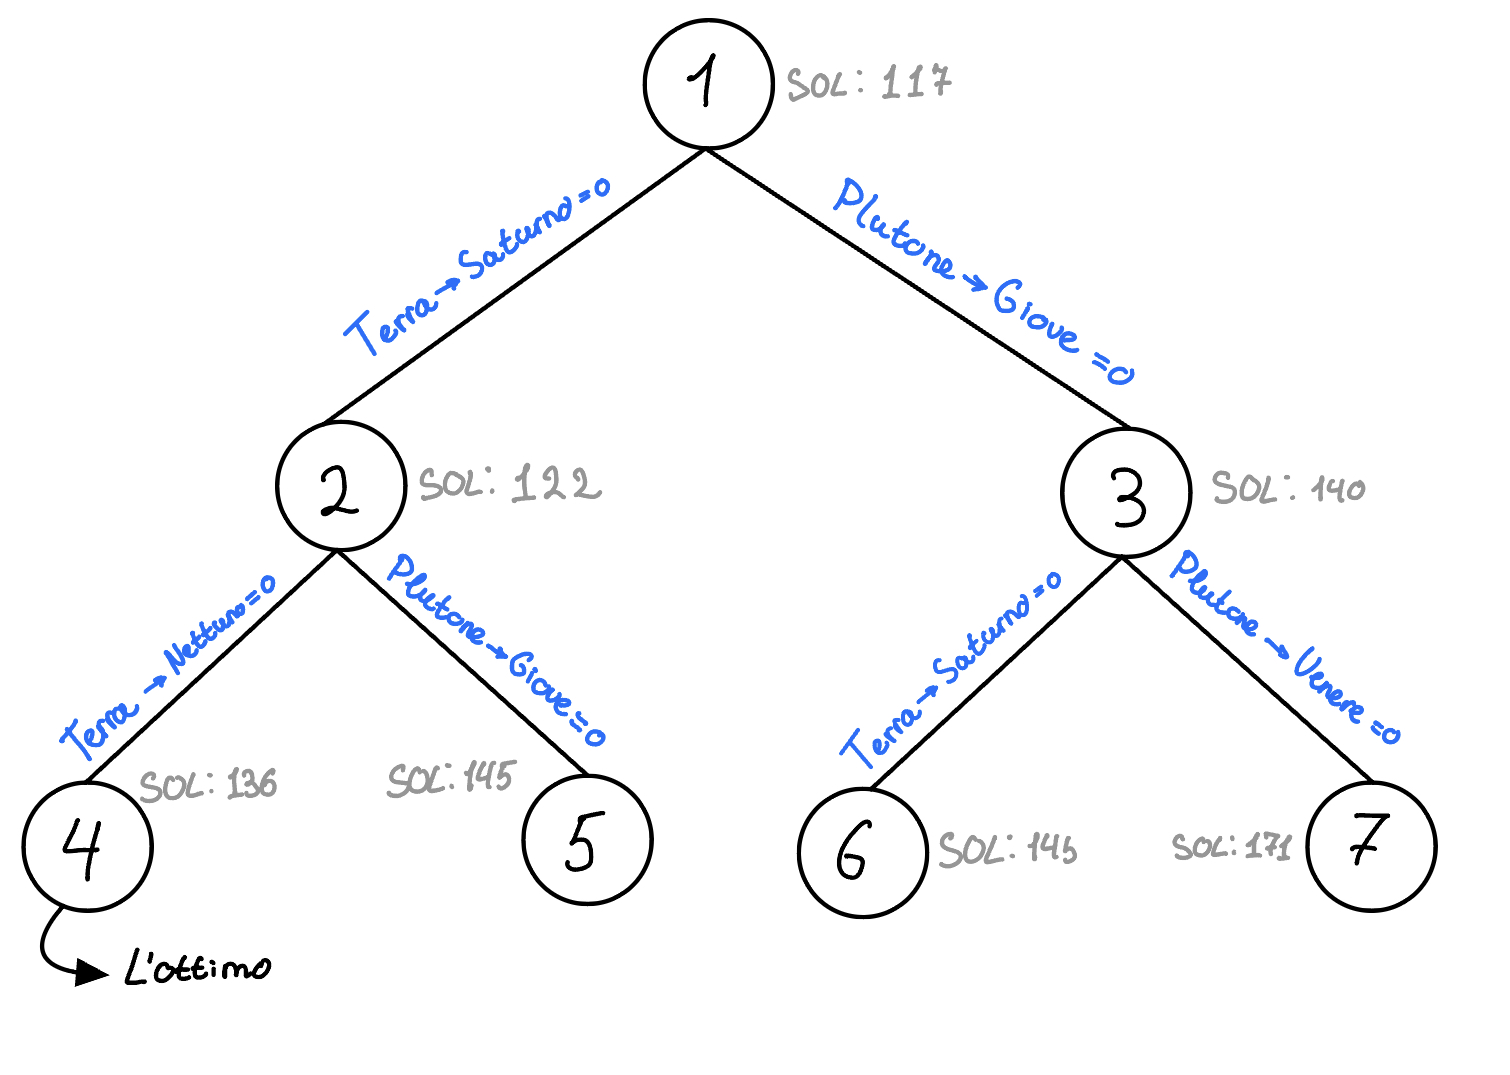 1
SOL: 117
Terra→Saturno=0
Plutone→Giove=0
2
SOL: 122
3
SOL: 140
Terra→Nettuno=0
Plutone→Giove=0
Terra→Saturno=0
Plutone→Venere=0
4
SOL: 136
SOL: 145
5
6
SOL: 145
SOL: 171
7
L'ottimo